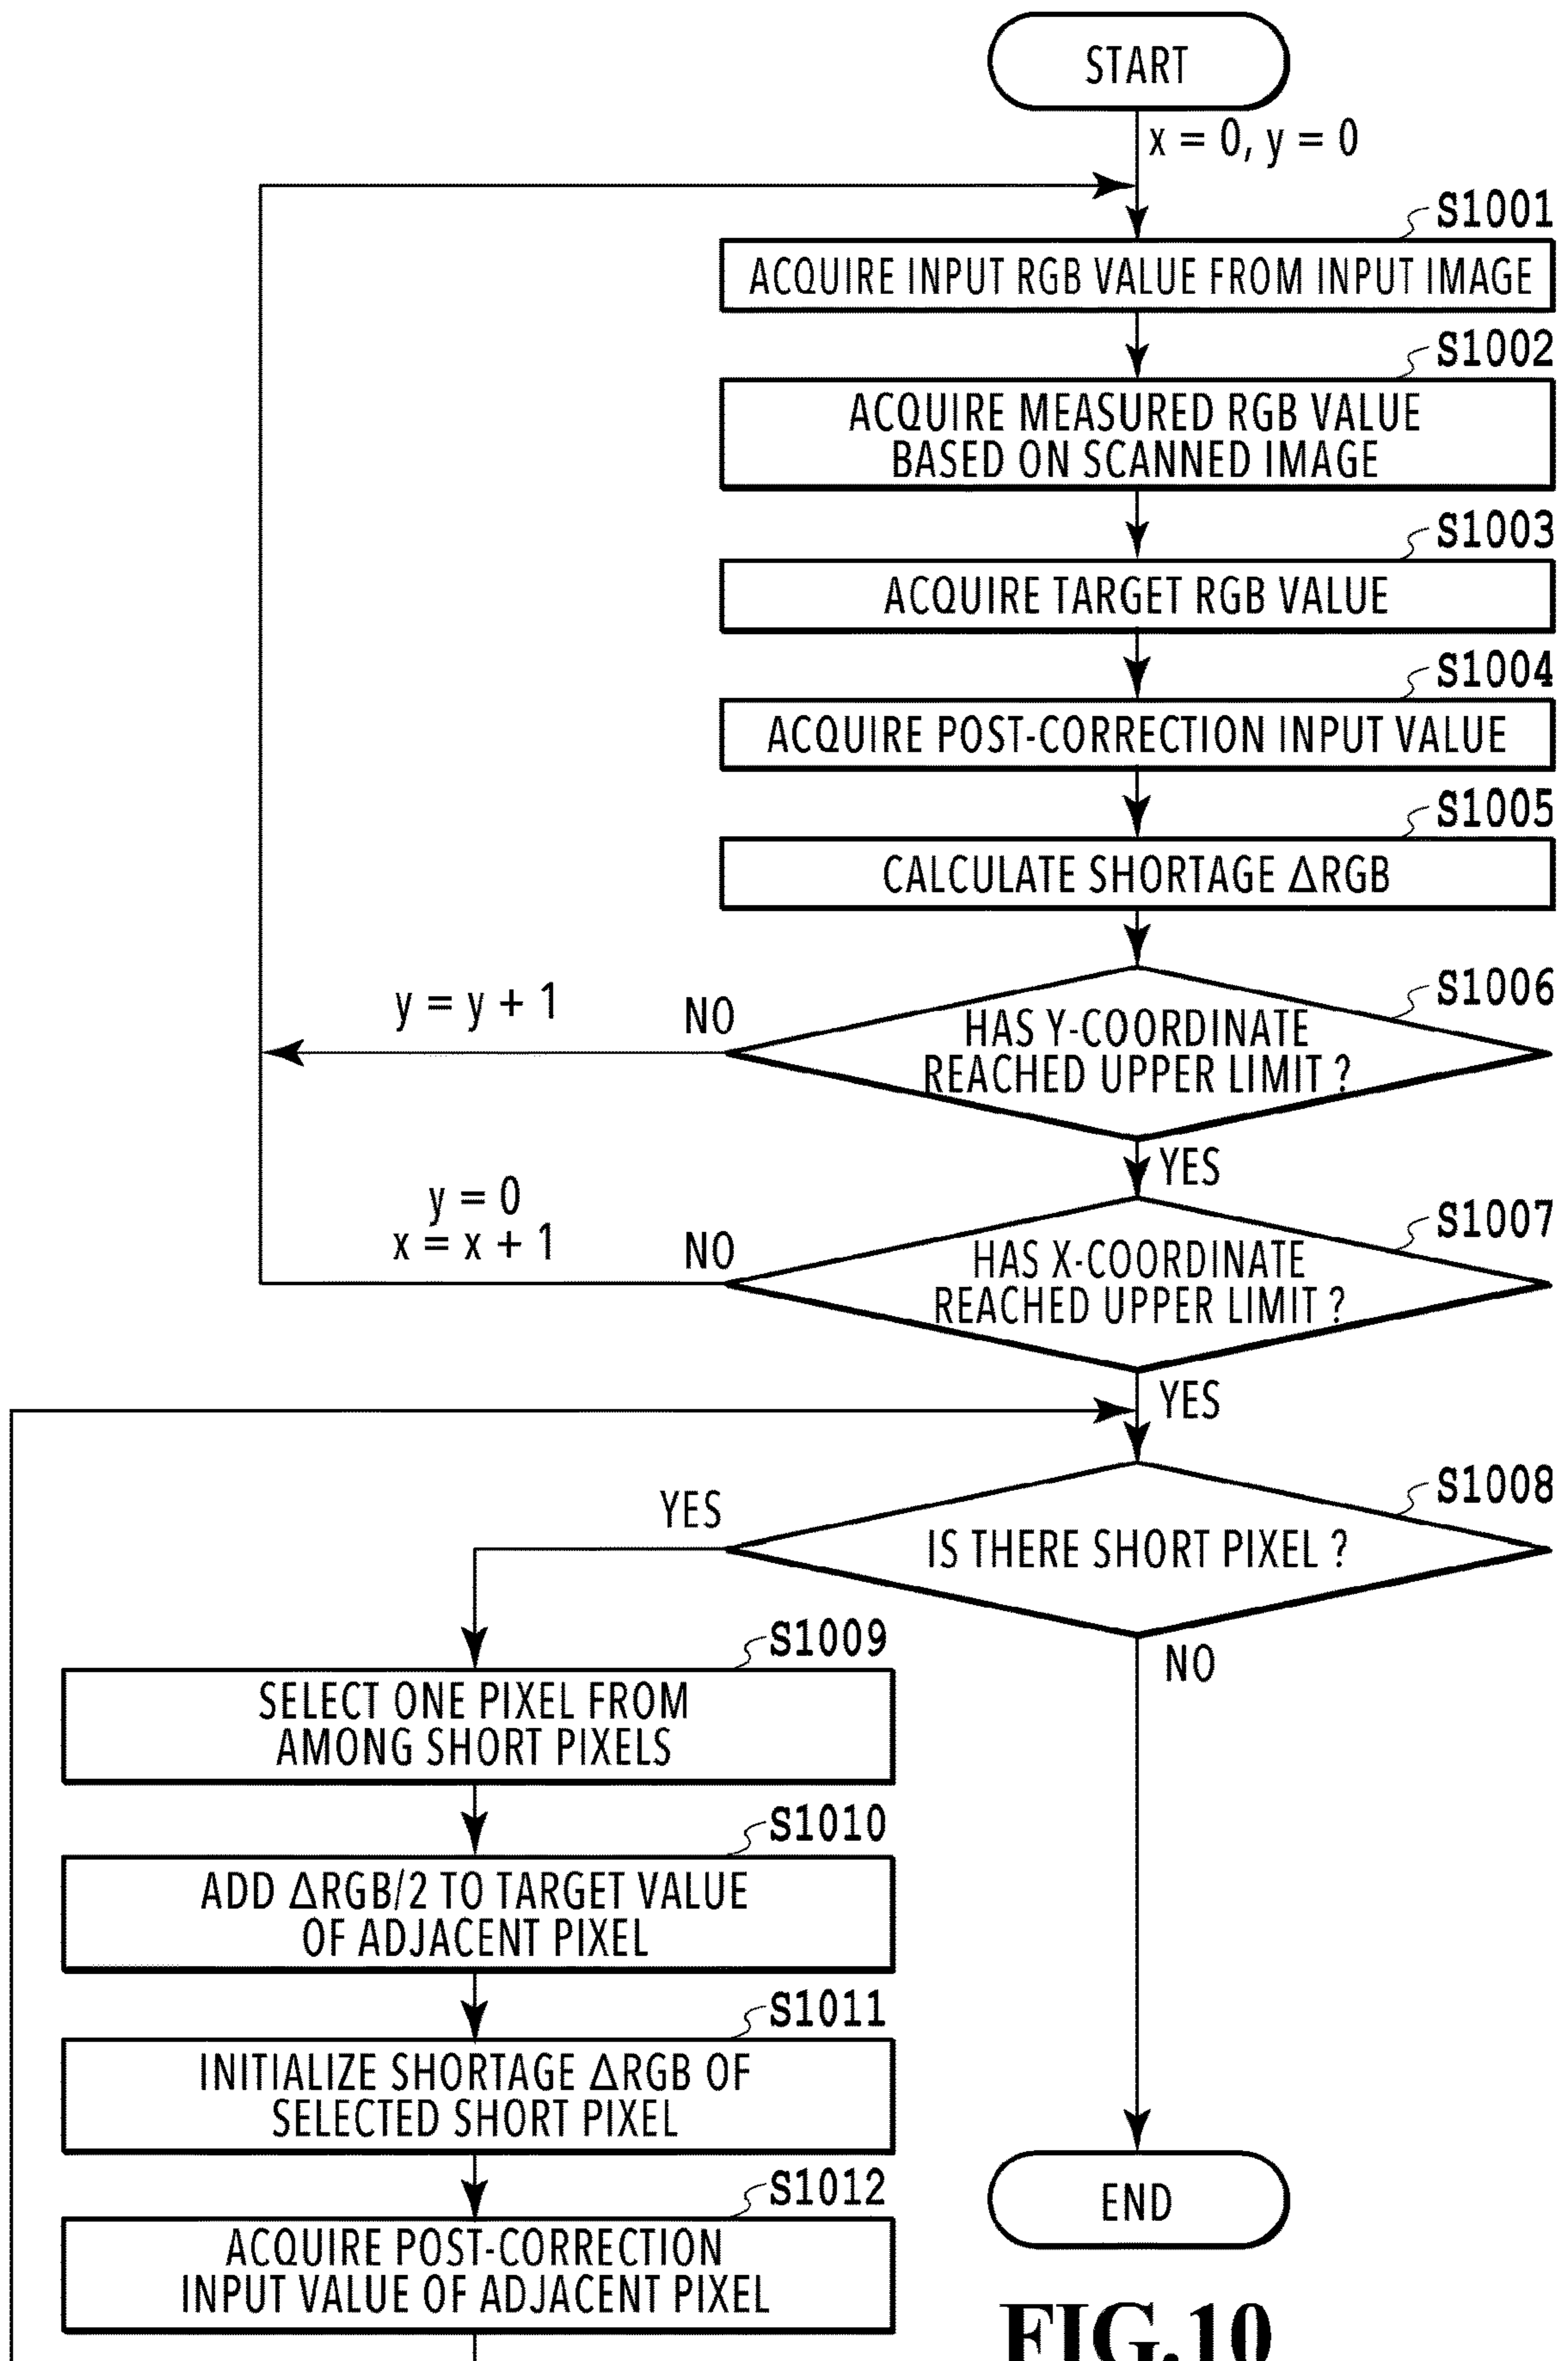 START
x = 0, y = 0
S1001
ACQUIRE INPUT RGB VALUE FROM INPUT IMAGE
S1002
ACQUIRE MEASURED RGB VALUE
BASED ON SCANNED IMAGE
S1003
ACQUIRE TARGET RGB VALUE
S1004
ACQUIRE POST-CORRECTION INPUT VALUE
S1005
CALCULATE SHORTAGE ΔRGB
S1006
HAS Y-COORDINATE
REACHED UPPER LIMIT ?
NO
y = y + 1
YES
S1007
HAS X-COORDINATE
REACHED UPPER LIMIT ?
NO
y = 0
x = x + 1
YES
S1008
IS THERE SHORT PIXEL ?
YES
NO
S1009
SELECT ONE PIXEL FROM
AMONG SHORT PIXELS
S1010
ADD ΔRGB/2 TO TARGET VALUE
OF ADJACENT PIXEL
S1011
INITIALIZE SHORTAGE ΔRGB OF
SELECTED SHORT PIXEL
S1012
ACQUIRE POST-CORRECTION
INPUT VALUE OF ADJACENT PIXEL
END
FIG.10